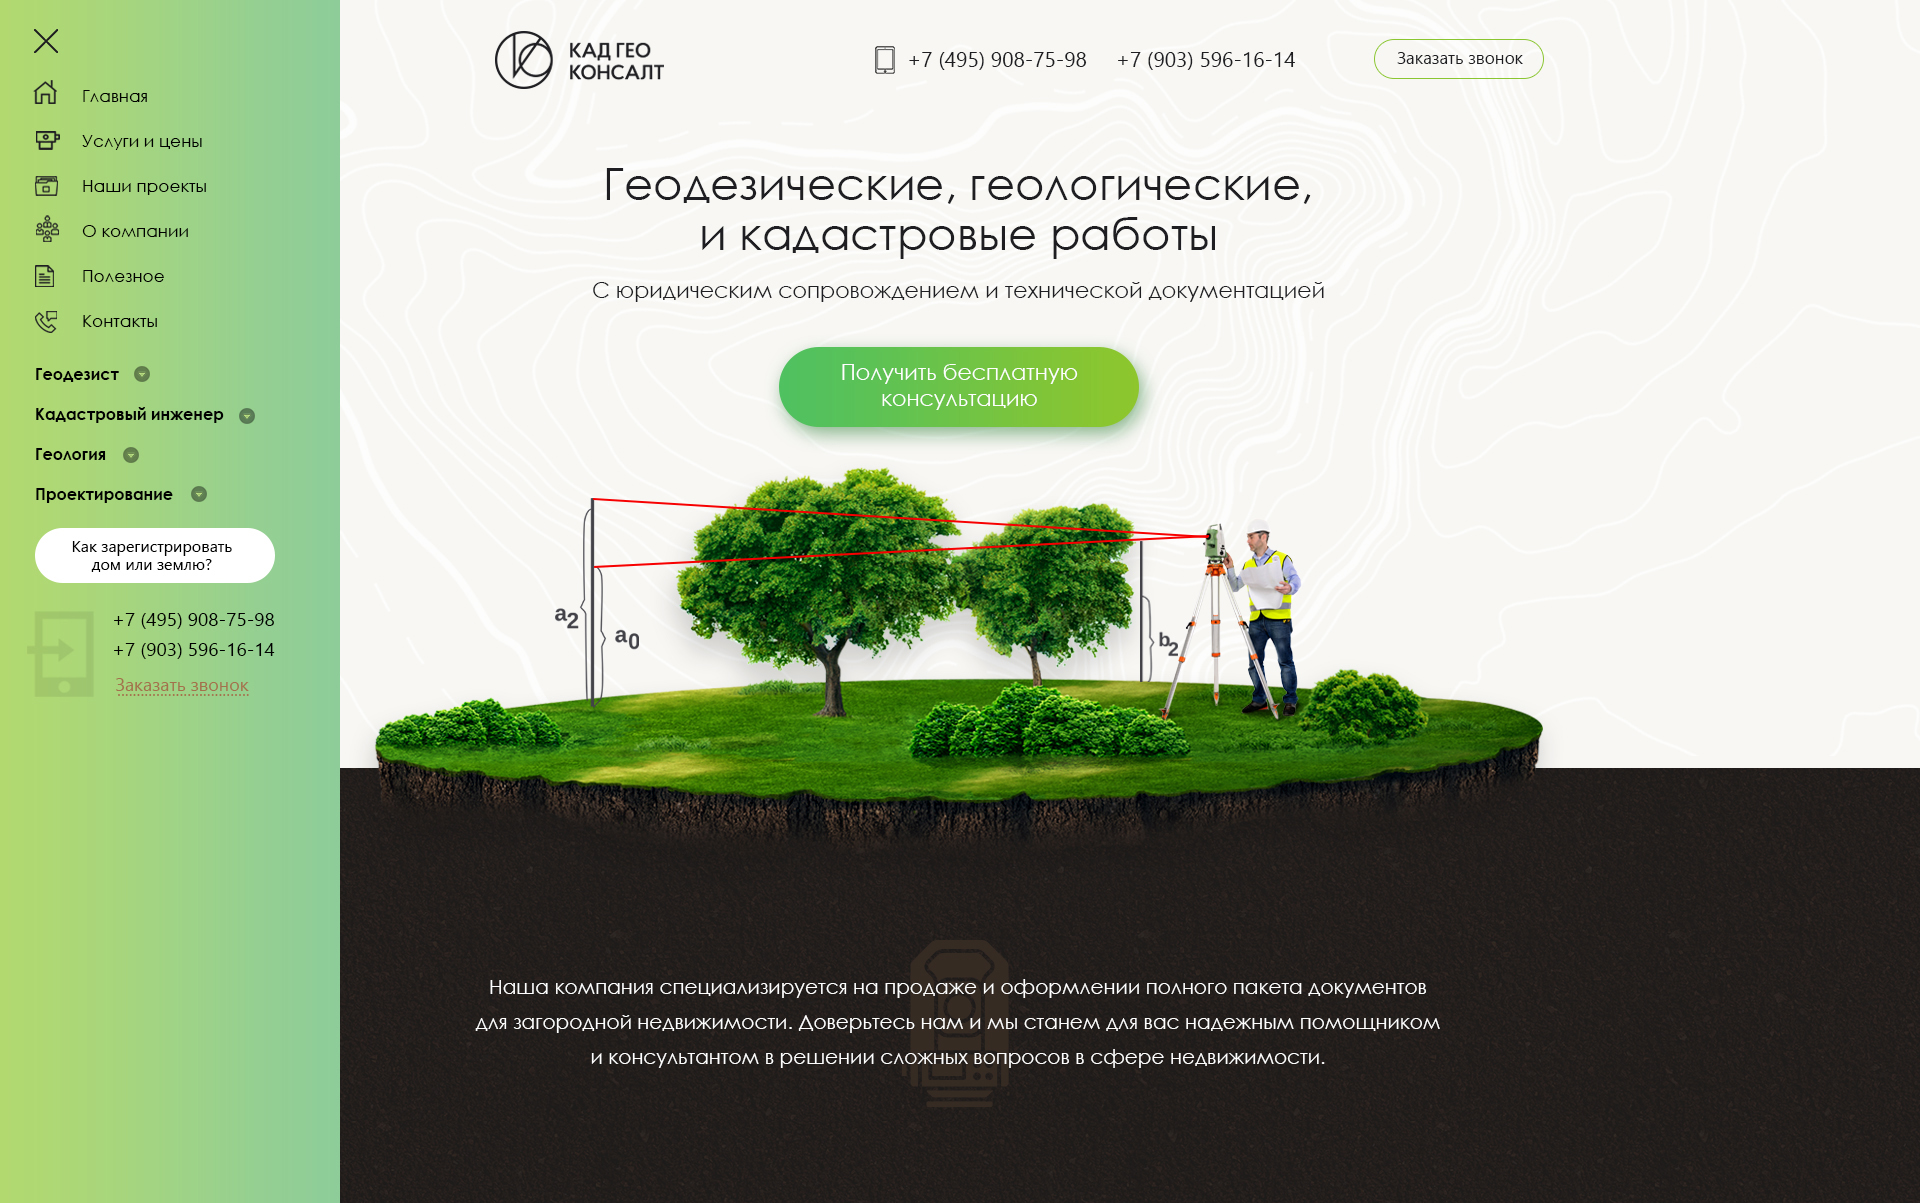 Главная
Услуги и цены
Наши проекты
О компании
Полезное
Контакты
Геодезист
Кадастровый инженер
Геология
Проектирование
Как зарегистрировать
дом или землю?
+7 (495) 908-75-98
+7 (903) 596-16-14
Заказать звонок
КАД ГЕО
КОНСАЛТ
+7 (495) 908-75-98 +7 (903) 596-16-14
Заказать звонок
Геодезические, геологические,
и кадастровые работы
С юридическим сопровождением и технической документацией
Получить бесплатную
консультацию
a2
a0
b2
Наша компания специализируется на продаже и оформлении полного пакета документов
для загородной недвижимости. Доверьтесь нам и мы станем для вас надежным помощником
и консультантом в решении сложных вопросов в сфере недвижимости.